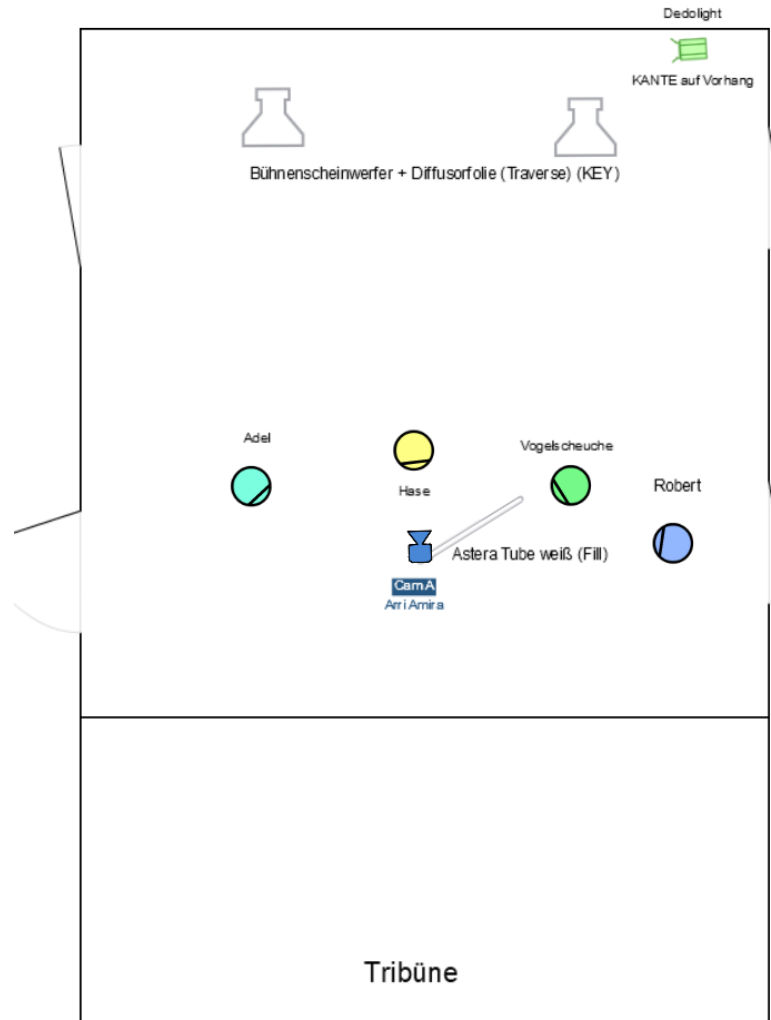 Dedolight
KANTE auf Vorhang
Bühnenscheinwerfer + Diffusorfolie (Traverse) (KEY)
Adel
Hase
Vogelscheuche
Robert
Astera Tube weiß (Fill)
Cam A
Arri Amira
Tribüne